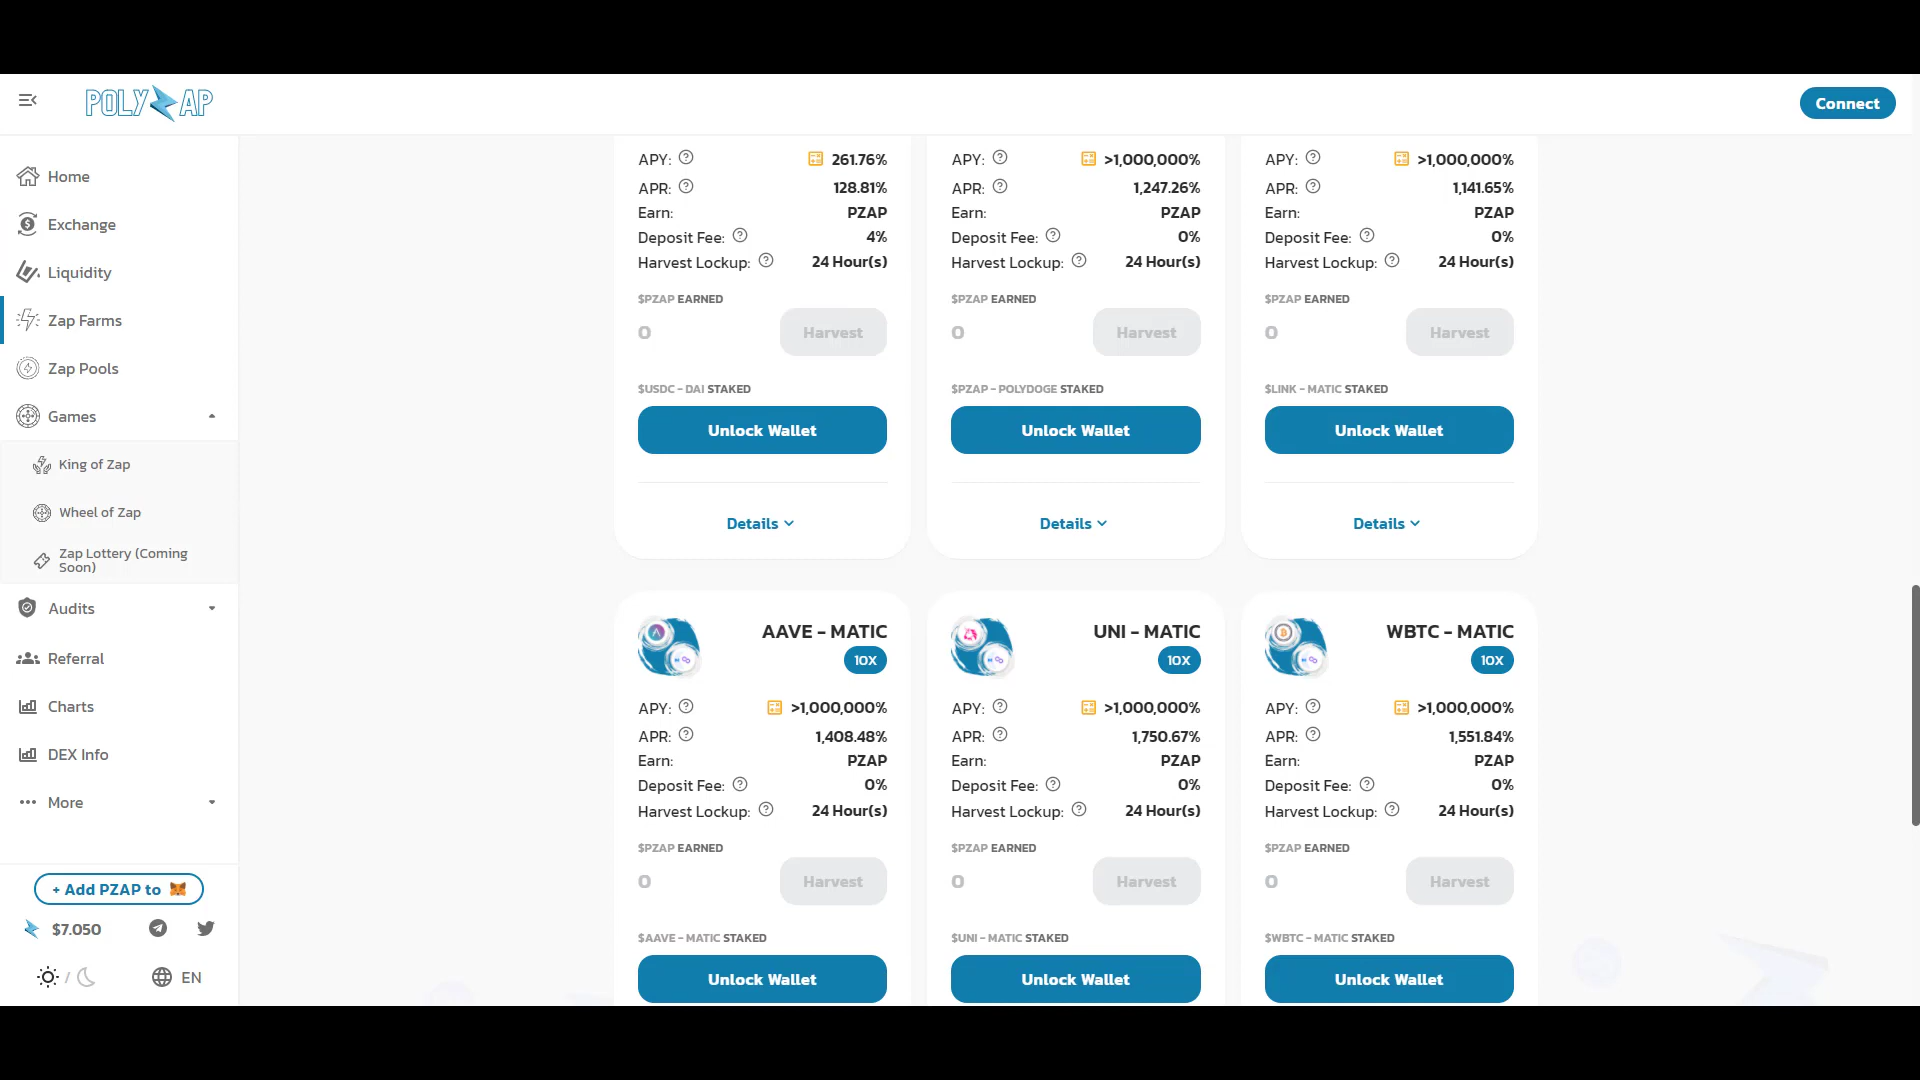 POLYZAP
Connect
Home
Exchange
Liquidity
Zap Farms
Zap Pools
Games
King of Zap
Wheel of Zap
Zap Lottery (Coming
Soon)
Audits
Referral
Charts
DEX Info
More
+ Add PZAP to
$7.050
/
EN
APY: 261.76%
APR: 128.81%
Earn: PZAP
Deposit Fee: 4%
Harvest Lockup: 24 Hour(s)
$PZAP EARNED
0 Harvest
$USDC - DAI STAKED
Unlock Wallet
Details
APY: >1,000,000%
APR: 1,247.26%
Earn: PZAP
Deposit Fee: 0%
Harvest Lockup: 24 Hour(s)
$PZAP EARNED
0 Harvest
$PZAP - POLYDOGE STAKED
Unlock Wallet
Details
APY: >1,000,000%
APR: 1,141.65%
Earn: PZAP
Deposit Fee: 0%
Harvest Lockup: 24 Hour(s)
$PZAP EARNED
0 Harvest
$LINK - MATIC STAKED
Unlock Wallet
Details
AAVE - MATIC
10X
APY: >1,000,000%
APR: 1,408.48%
Earn: PZAP
Deposit Fee: 0%
Harvest Lockup: 24 Hour(s)
$PZAP EARNED
0 Harvest
$AAVE - MATIC STAKED
Unlock Wallet
UNI - MATIC
10X
APY: >1,000,000%
APR: 1,750.67%
Earn: PZAP
Deposit Fee: 0%
Harvest Lockup: 24 Hour(s)
$PZAP EARNED
0 Harvest
$UNI - MATIC STAKED
Unlock Wallet
WBTC - MATIC
10X
APY: >1,000,000%
APR: 1,551.84%
Earn: PZAP
Deposit Fee: 0%
Harvest Lockup: 24 Hour(s)
$PZAP EARNED
0 Harvest
$WBTC - MATIC STAKED
Unlock Wallet